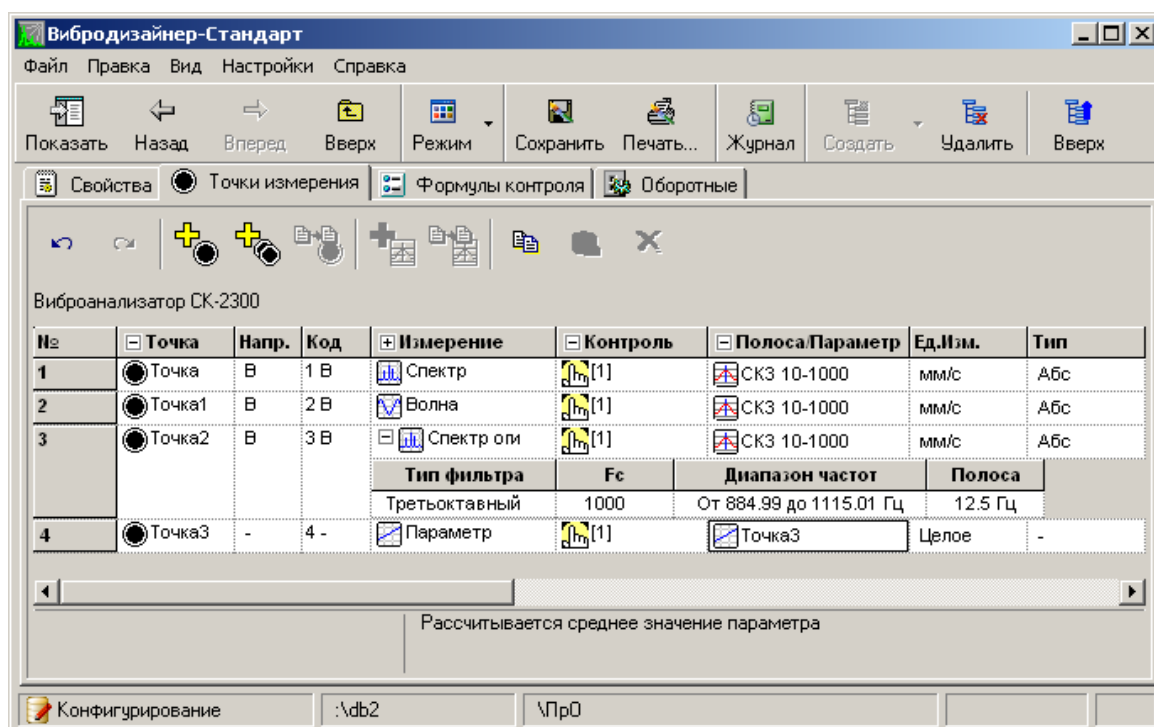 Вибродизайнер-Стандарт
Файл Правка Вид Настройки Справка
Показать Назад Вперед Вверх Режим Сохранить Печать... Журнал Создать Удалить Вверх
Свойства Точки измерения Формулы контроля Оборотные
Виброанализатор СК-2300
№ Точка Напр. Код Измерение Контроль Полоса/Параметр Ед.Изм. Тип
1 Точка В 1 В Спектр [1] СКЗ 10-1000 мм/с Абс
2 Точка1 В 2 В Волна [1] СКЗ 10-1000 мм/с Абс
3 Точка2 В 3 В Спектр оги [1] СКЗ 10-1000 мм/с Абс
Тип фильтра Fc Диапазон частот Полоса
Третьоктавный 1000 От 884.99 до 1115.01 Гц 12.5 Гц
4 Точка3 - 4 - Параметр [1] Точка3 Целое -
Рассчитывается среднее значение параметра
Конфигурирование :\db2 \Пр0